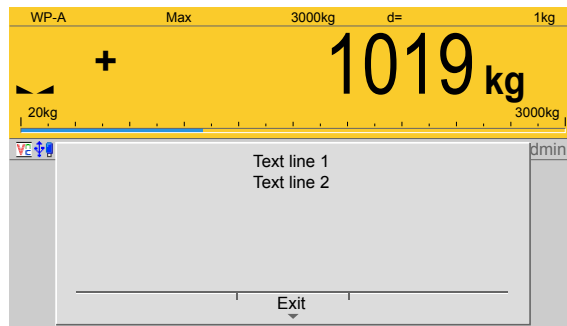 WP-A Max 3000kg d= 1kg
+ 1019 kg
20kg 3000kg
dmin
Text line 1
Text line 2
Exit